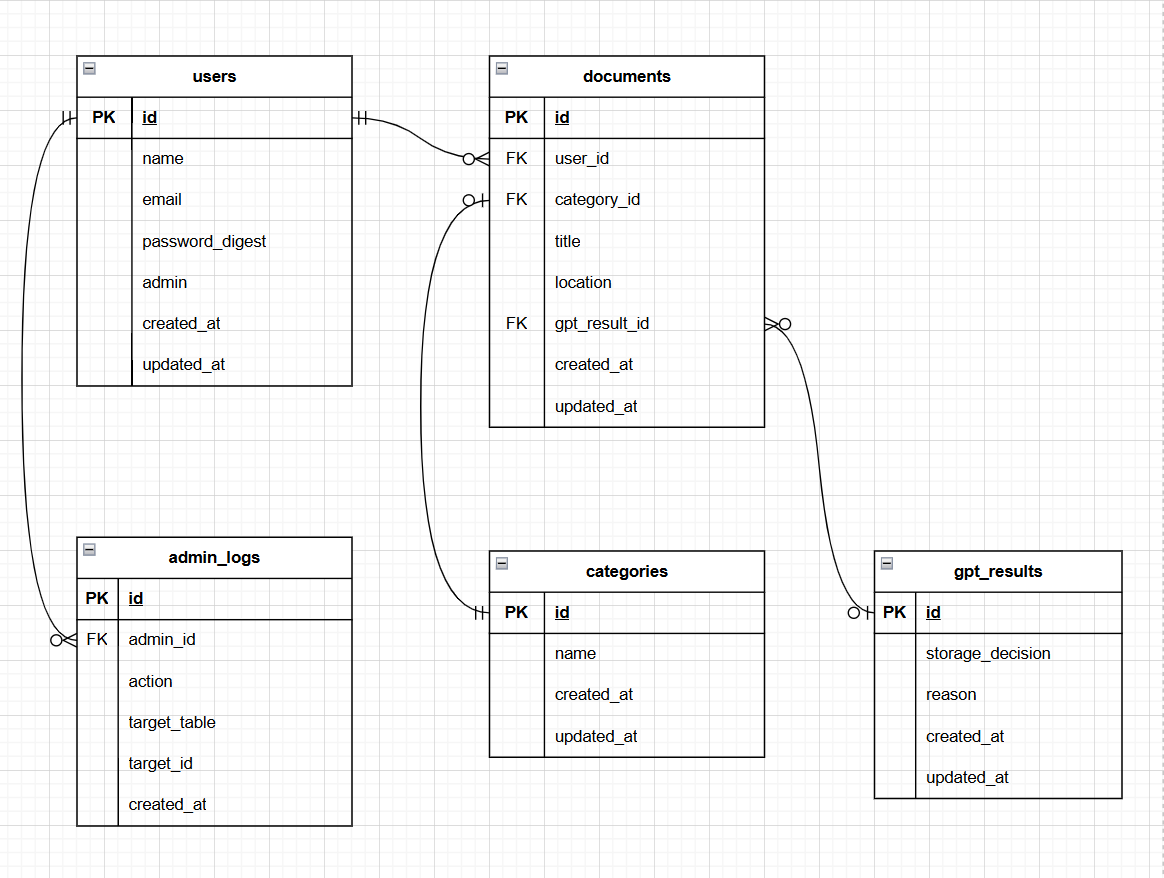 users
PK id
name
email
password_digest
admin
created_at
updated_at
documents
PK id
FK user_id
FK category_id
title
location
FK gpt_result_id
created_at
updated_at
admin_logs
PK id
FK admin_id
action
target_table
target_id
created_at
categories
PK id
name
created_at
updated_at
gpt_results
PK id
storage_decision
reason
created_at
updated_at